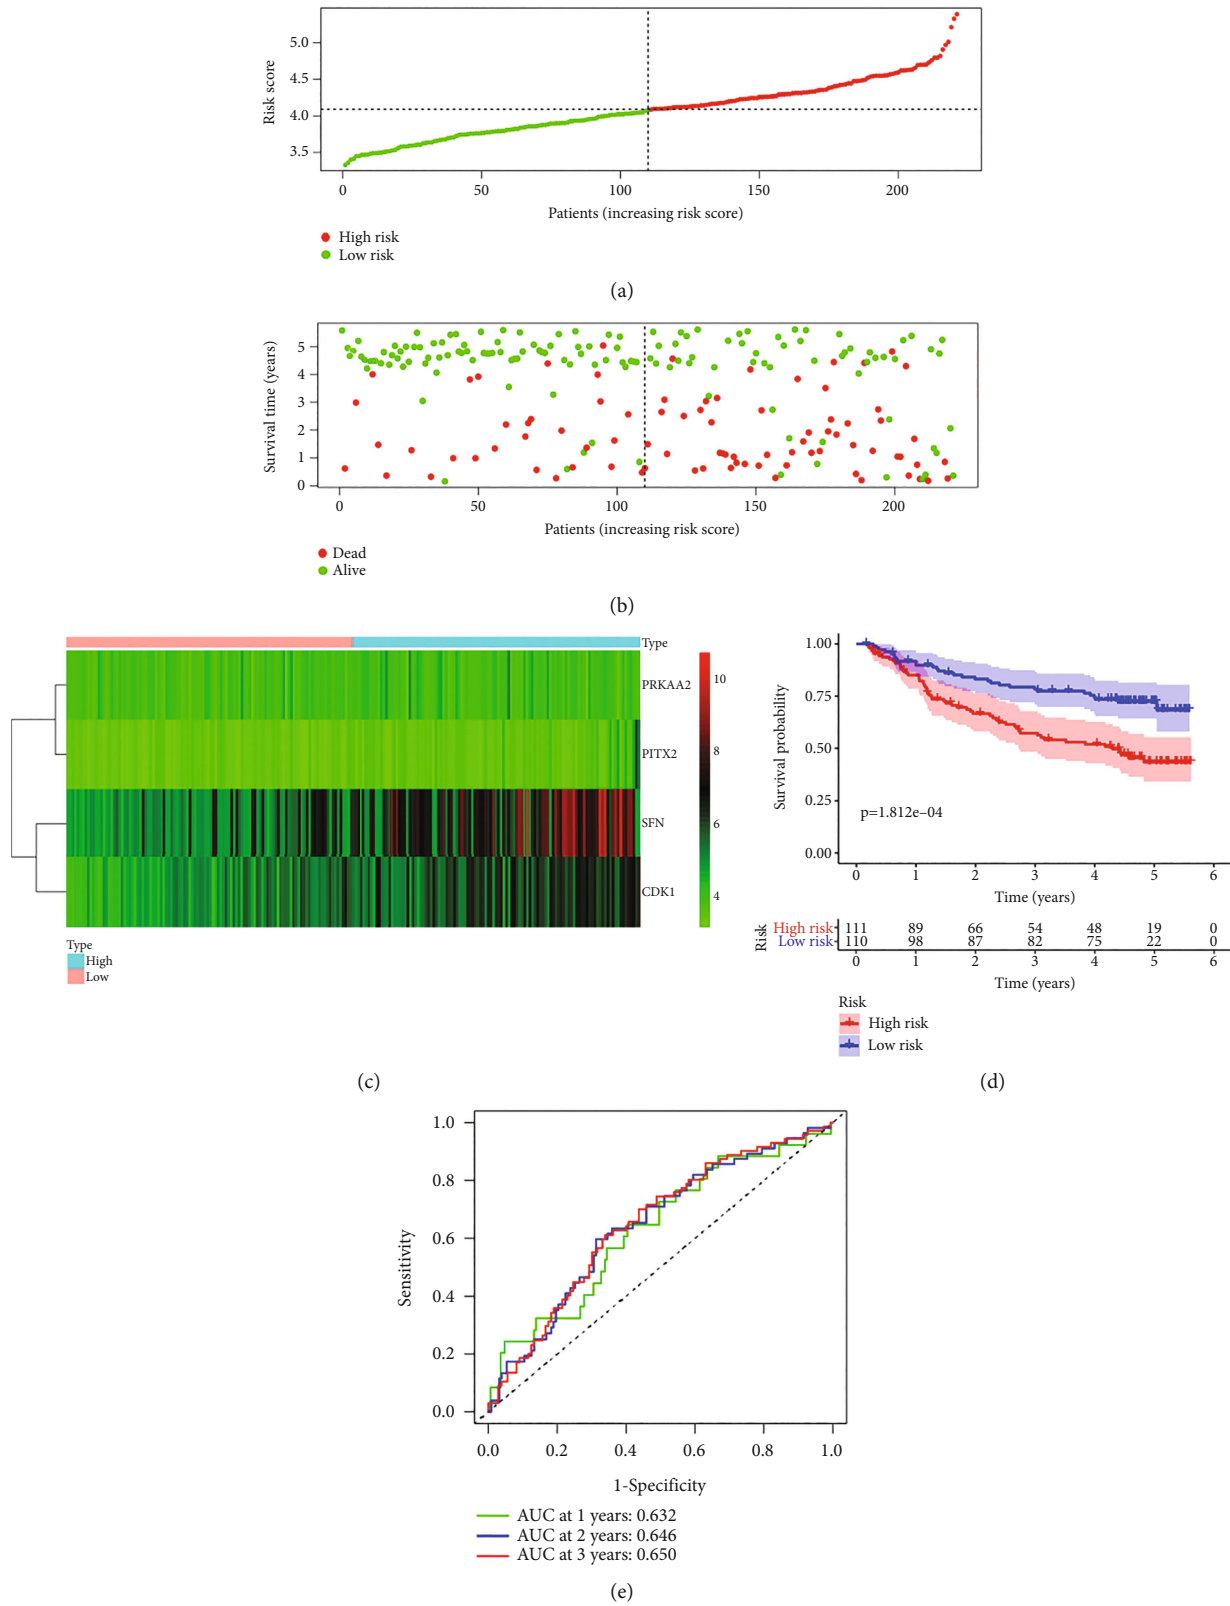 5.0
4.5
4.0
3.5
Risk score
0 50 100 150 200
Patients (increasing risk score)
High risk
Low risk
(a)
5
4
3
2
1
0
Survival time (years)
0 50 100 150 200
Patients (increasing risk score)
Dead
Alive
(b)
Type
PRKAA2
PITX2
SFN
CDK1
10
8
6
4
Type
High
Low
(c)
1.00
0.75
0.50
0.25
0.00
Survival probability
p=1.812e–04
0 1 2 3 4 5 6
Time (years)
Risk
High risk 111 89 66 54 48 19 0
Low risk 110 98 87 82 75 22 0
0 1 2 3 4 5 6
Time (years)
Risk
High risk
Low risk
(d)
1.0
0.8
0.6
0.4
0.2
0.0
Sensitivity
0.0 0.2 0.4 0.6 0.8 1.0
1-Specificity
AUC at 1 years: 0.632
AUC at 2 years: 0.646
AUC at 3 years: 0.650
(e)